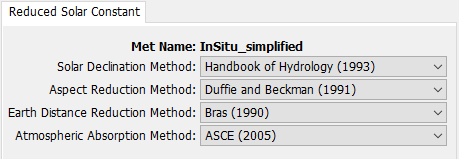 Reduced Solar Constant
Met Name: InSitu_simplified
Solar Declination Method: Handbook of Hydrology (1993)
Aspect Reduction Method: Duffie and Beckman (1991)
Earth Distance Reduction Method: Bras (1990)
Atmospheric Absorption Method: ASCE (2005)